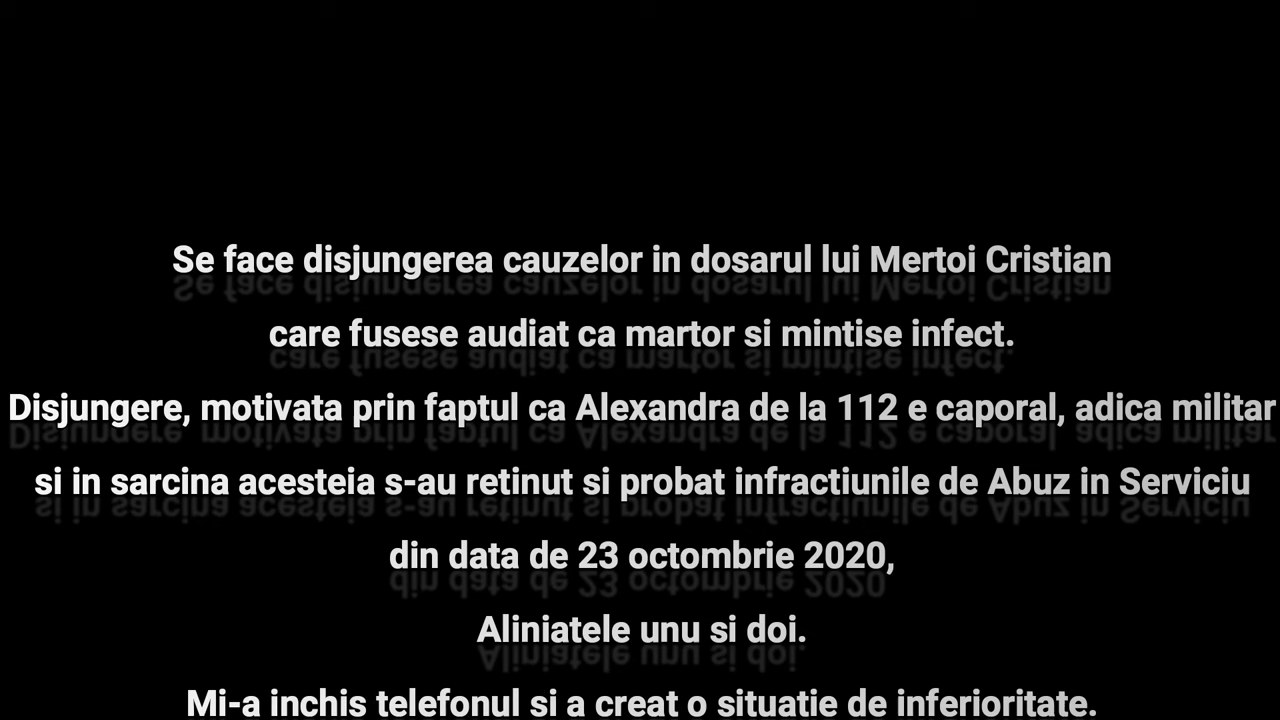 Se face disjungerea cauzelor in dosarul lui Mertoi Cristian
care fusese audiat ca martor si mintise infect.
Disjungere, motivata prin faptul ca Alexandra de la 112 e caporal, adica militar
si in sarcina acesteia s-au retinut si probat infractiunile de Abuz in Serviciu
din data de 23 octombrie 2020,
Aliniatele unu si doi.
Mi-a inchis telefonul si a creat o situatie de inferioritate.